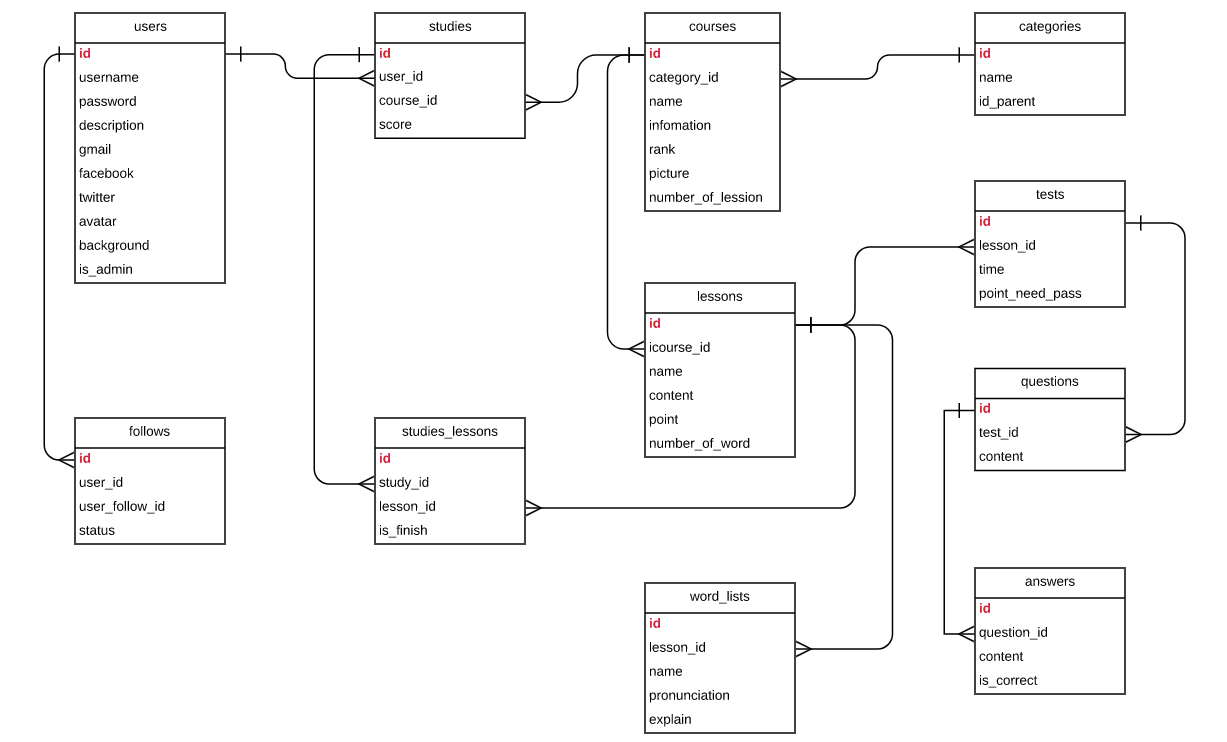 users
id
username
password
description
gmail
facebook
twitter
avatar
background
is_admin
studies
id
user_id
course_id
score
courses
id
category_id
name
infomation
rank
picture
number_of_lession
categories
id
name
id_parent
tests
id
lesson_id
time
point_need_pass
lessons
id
icourse_id
name
content
point
number_of_word
questions
id
test_id
content
follows
id
user_id
user_follow_id
status
studies_lessons
id
study_id
lesson_id
is_finish
word_lists
id
lesson_id
name
pronunciation
explain
answers
id
question_id
content
is_correct